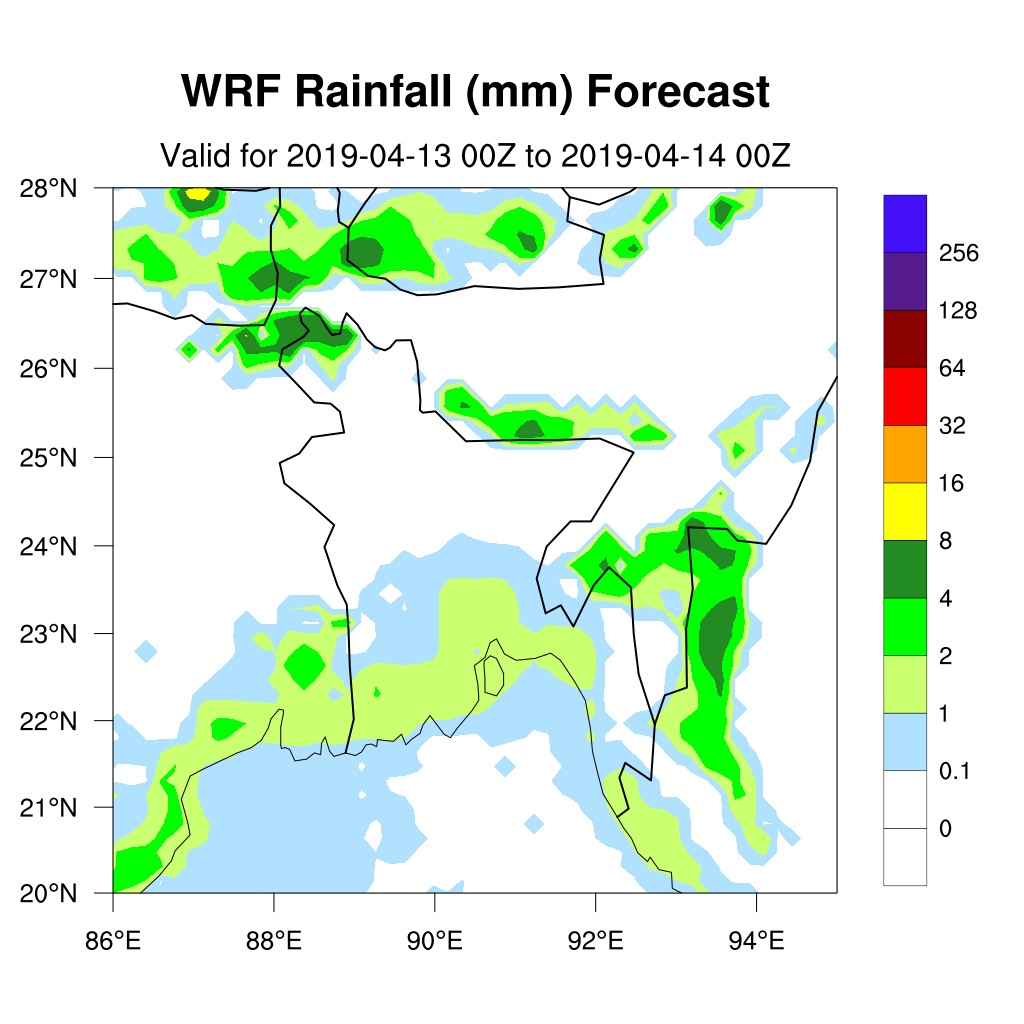 WRF Rainfall (mm) Forecast
Valid for 2019-04-13 00Z to 2019-04-14 00Z
28°N
27°N
26°N
25°N
24°N
23°N
22°N
21°N
20°N
86°E
88°E
90°E
92°E
94°E
256
128
64
32
16
8
4
2
1
0.1
0